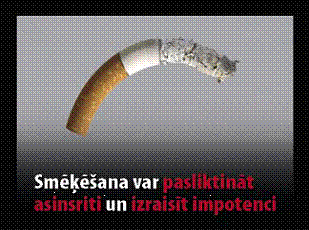 Smēķēšana var pasliktināt
asinsriti un izraisīt impotenci